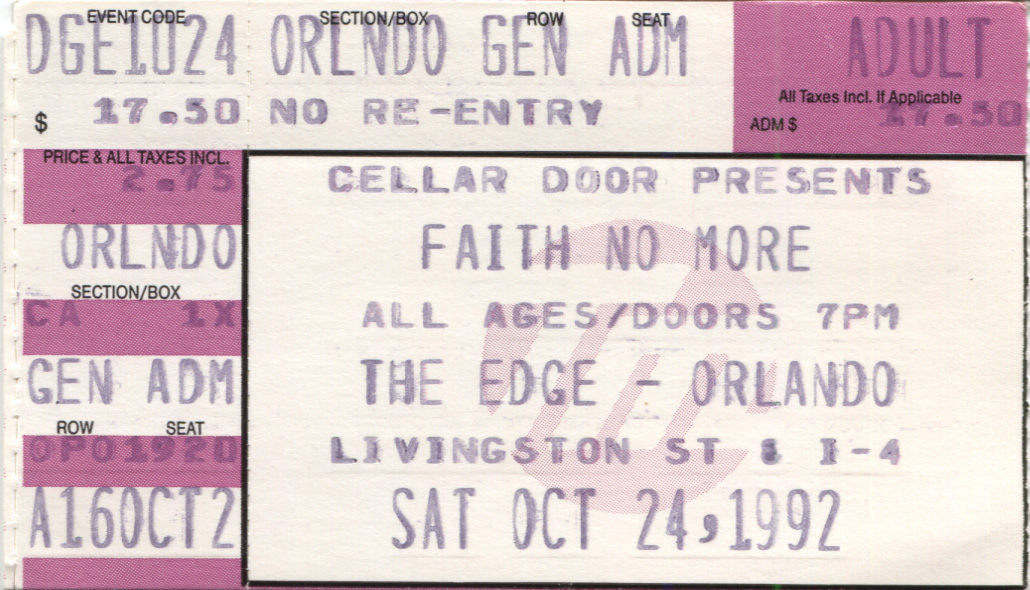 EVENT CODE SECTION/BOX ROW SEAT
DGE1024 ORLNDO GEN ADM ADULT
$ 17.50 NO RE-ENTRY
All Taxes Incl. If Applicable
ADM $ 17.50
PRICE & ALL TAXES INCL.
2.75
ORLNDO
SECTION/BOX
CA 1X
GEN ADM
ROW SEAT
OPO1920
A16OCT2
CELLAR DOOR PRESENTS
FAITH NO MORE
ALL AGES/DOORS 7PM
THE EDGE - ORLANDO
LIVINGSTON ST & I-4
SAT OCT 24,1992